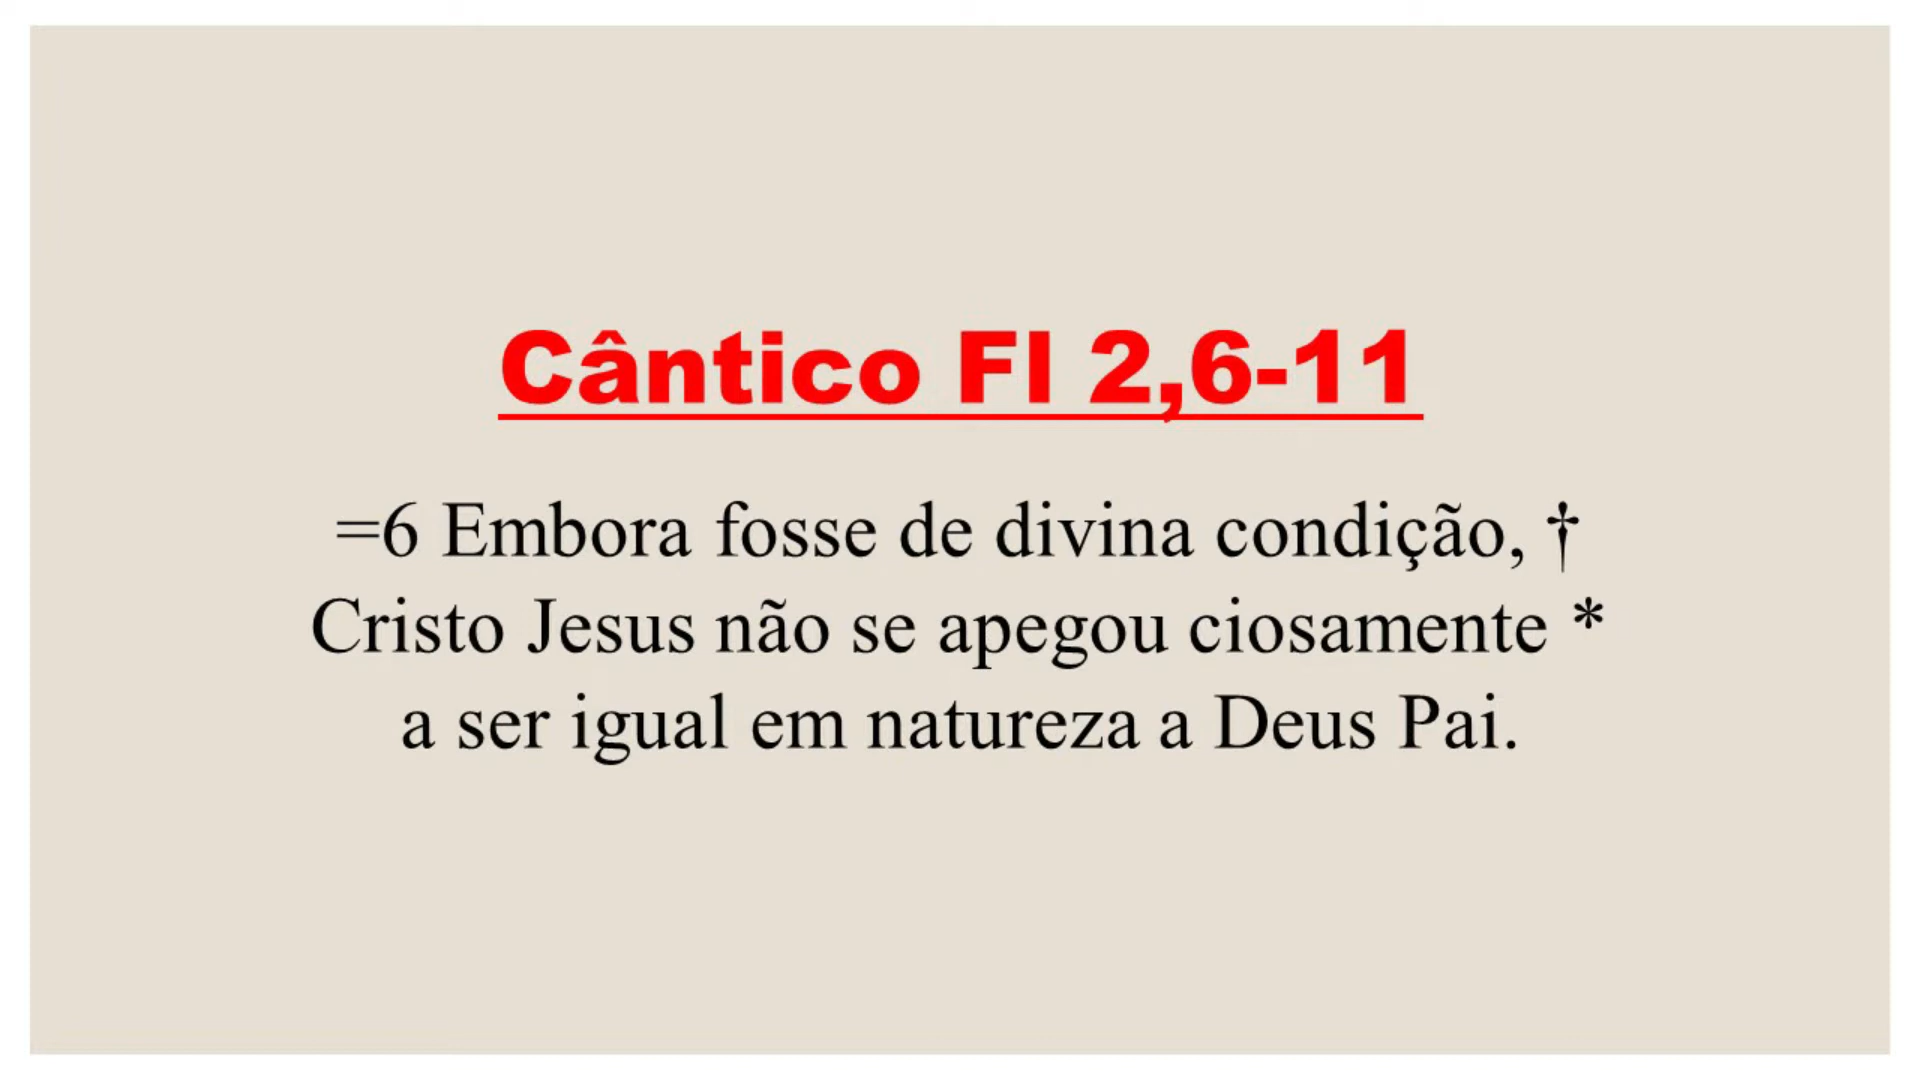 Cântico Fl 2,6-11
=6 Embora fosse de divina condição, †
Cristo Jesus não se apegou ciosamente *
a ser igual em natureza a Deus Pai.